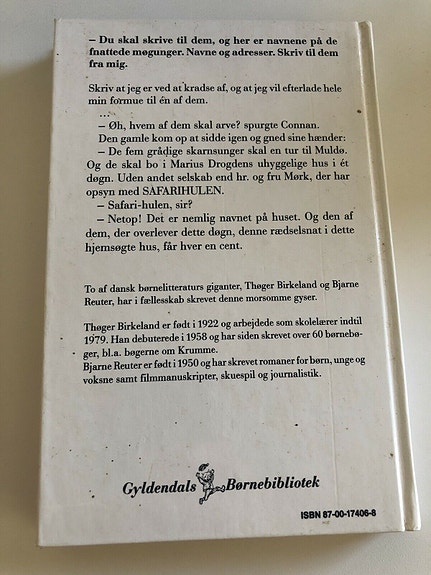 – Du skal skrive til dem, og her er navnene på de
fnattede møgunger. Navne og adresser. Skriv til dem
fra mig.
Skriv at jeg er ved at kradse af, og at jeg vil efterlade hele
min formue til én af dem.
...
– Øh, hvem af dem skal arve? spurgte Connan.
Den gamle kom op at sidde igen og gned sine hænder:
– De fem grådige skarnsunger skal en tur til Muldø.
Og de skal bo i Marius Drogdens uhyggelige hus i ét
døgn. Uden andet selskab end hr. og fru Mørk, der har
opsyn med SAFARIHULEN.
– Safari-hulen, sir?
– Netop! Det er nemlig navnet på huset. Og den af
dem, der overlever dette døgn, denne rædselsnat i dette
hjemsøgte hus, får hver en cent.
To af dansk børnelitteraturs giganter, Thøger Birkeland og Bjarne
Reuter, har i fællesskab skrevet denne morsomme gyser.
Thøger Birkeland er født i 1922 og arbejdede som skolelærer indtil
1979. Han debuterede i 1958 og har siden skrevet over 60 børnebø-
ger, bl.a. bøgerne om Krumme.
Bjarne Reuter er født i 1950 og har skrevet romaner for børn, unge og
voksne samt filmmanuskripter, skuespil og journalistik.
Gyldendals Børnebibliotek
ISBN 87-00-17406-8